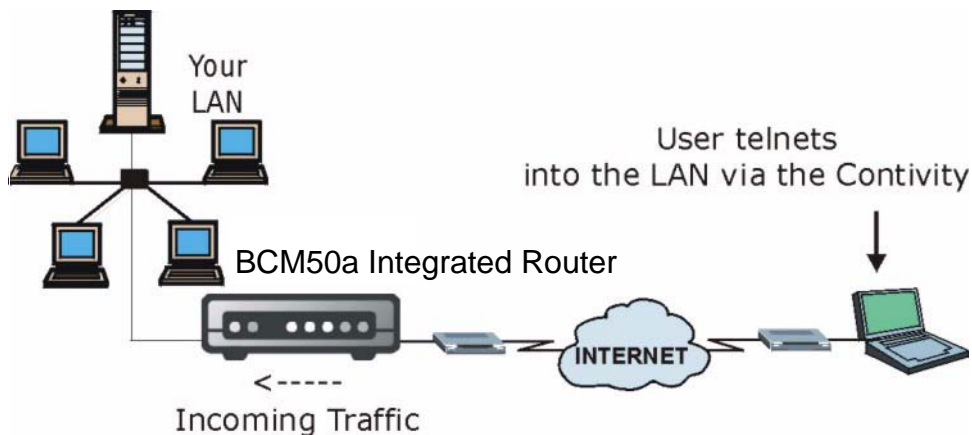 Your
LAN
User telnets
into the LAN via the Contivity
BCM50a Integrated Router
INTERNET
<-----
Incoming Traffic